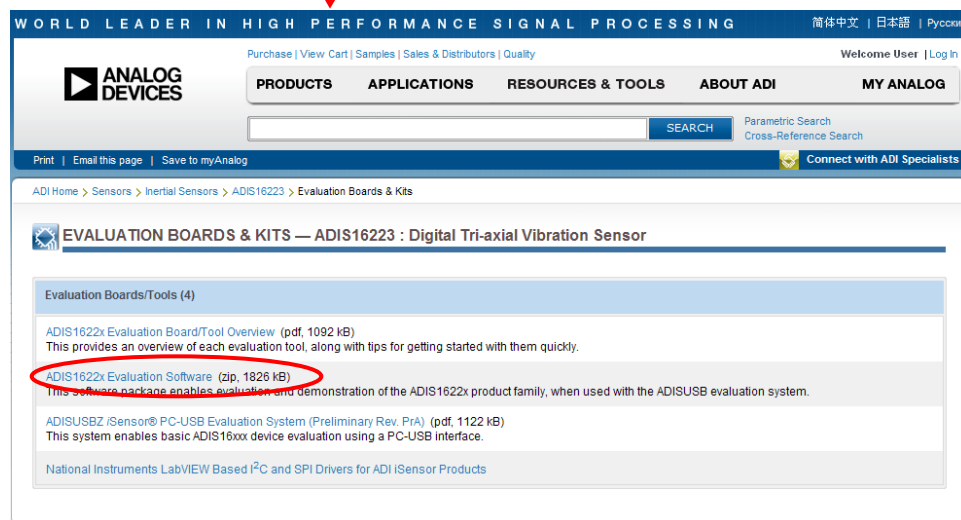 WORLD LEADER IN HIGH PERFORMANCE SIGNAL PROCESSING 简体中文 | 日本語 | Русски
Purchase | View Cart | Samples | Sales & Distributors | Quality Welcome User | Log In
ANALOG
DEVICES
PRODUCTS APPLICATIONS RESOURCES & TOOLS ABOUT ADI MY ANALOG
SEARCH
Parametric Search
Cross-Reference Search
Print | Email this page | Save to myAnalog Connect with ADI Specialists
ADI Home > Sensors > Inertial Sensors > ADIS16223 > Evaluation Boards & Kits
EVALUATION BOARDS & KITS — ADIS16223 : Digital Tri-axial Vibration Sensor
Evaluation Boards/Tools (4)
ADIS1622x Evaluation Board/Tool Overview (pdf, 1092 kB)
This provides an overview of each evaluation tool, along with tips for getting started with them quickly.
ADIS1622x Evaluation Software (zip, 1826 kB)
This software package enables evaluation and demonstration of the ADIS1622x product family, when used with the ADISUSB evaluation system.
ADISUSBZ iSensor® PC-USB Evaluation System (Preliminary Rev. PrA) (pdf, 1122 kB)
This system enables basic ADIS16xxx device evaluation using a PC-USB interface.
National Instruments LabVIEW Based I²C and SPI Drivers for ADI iSensor Products